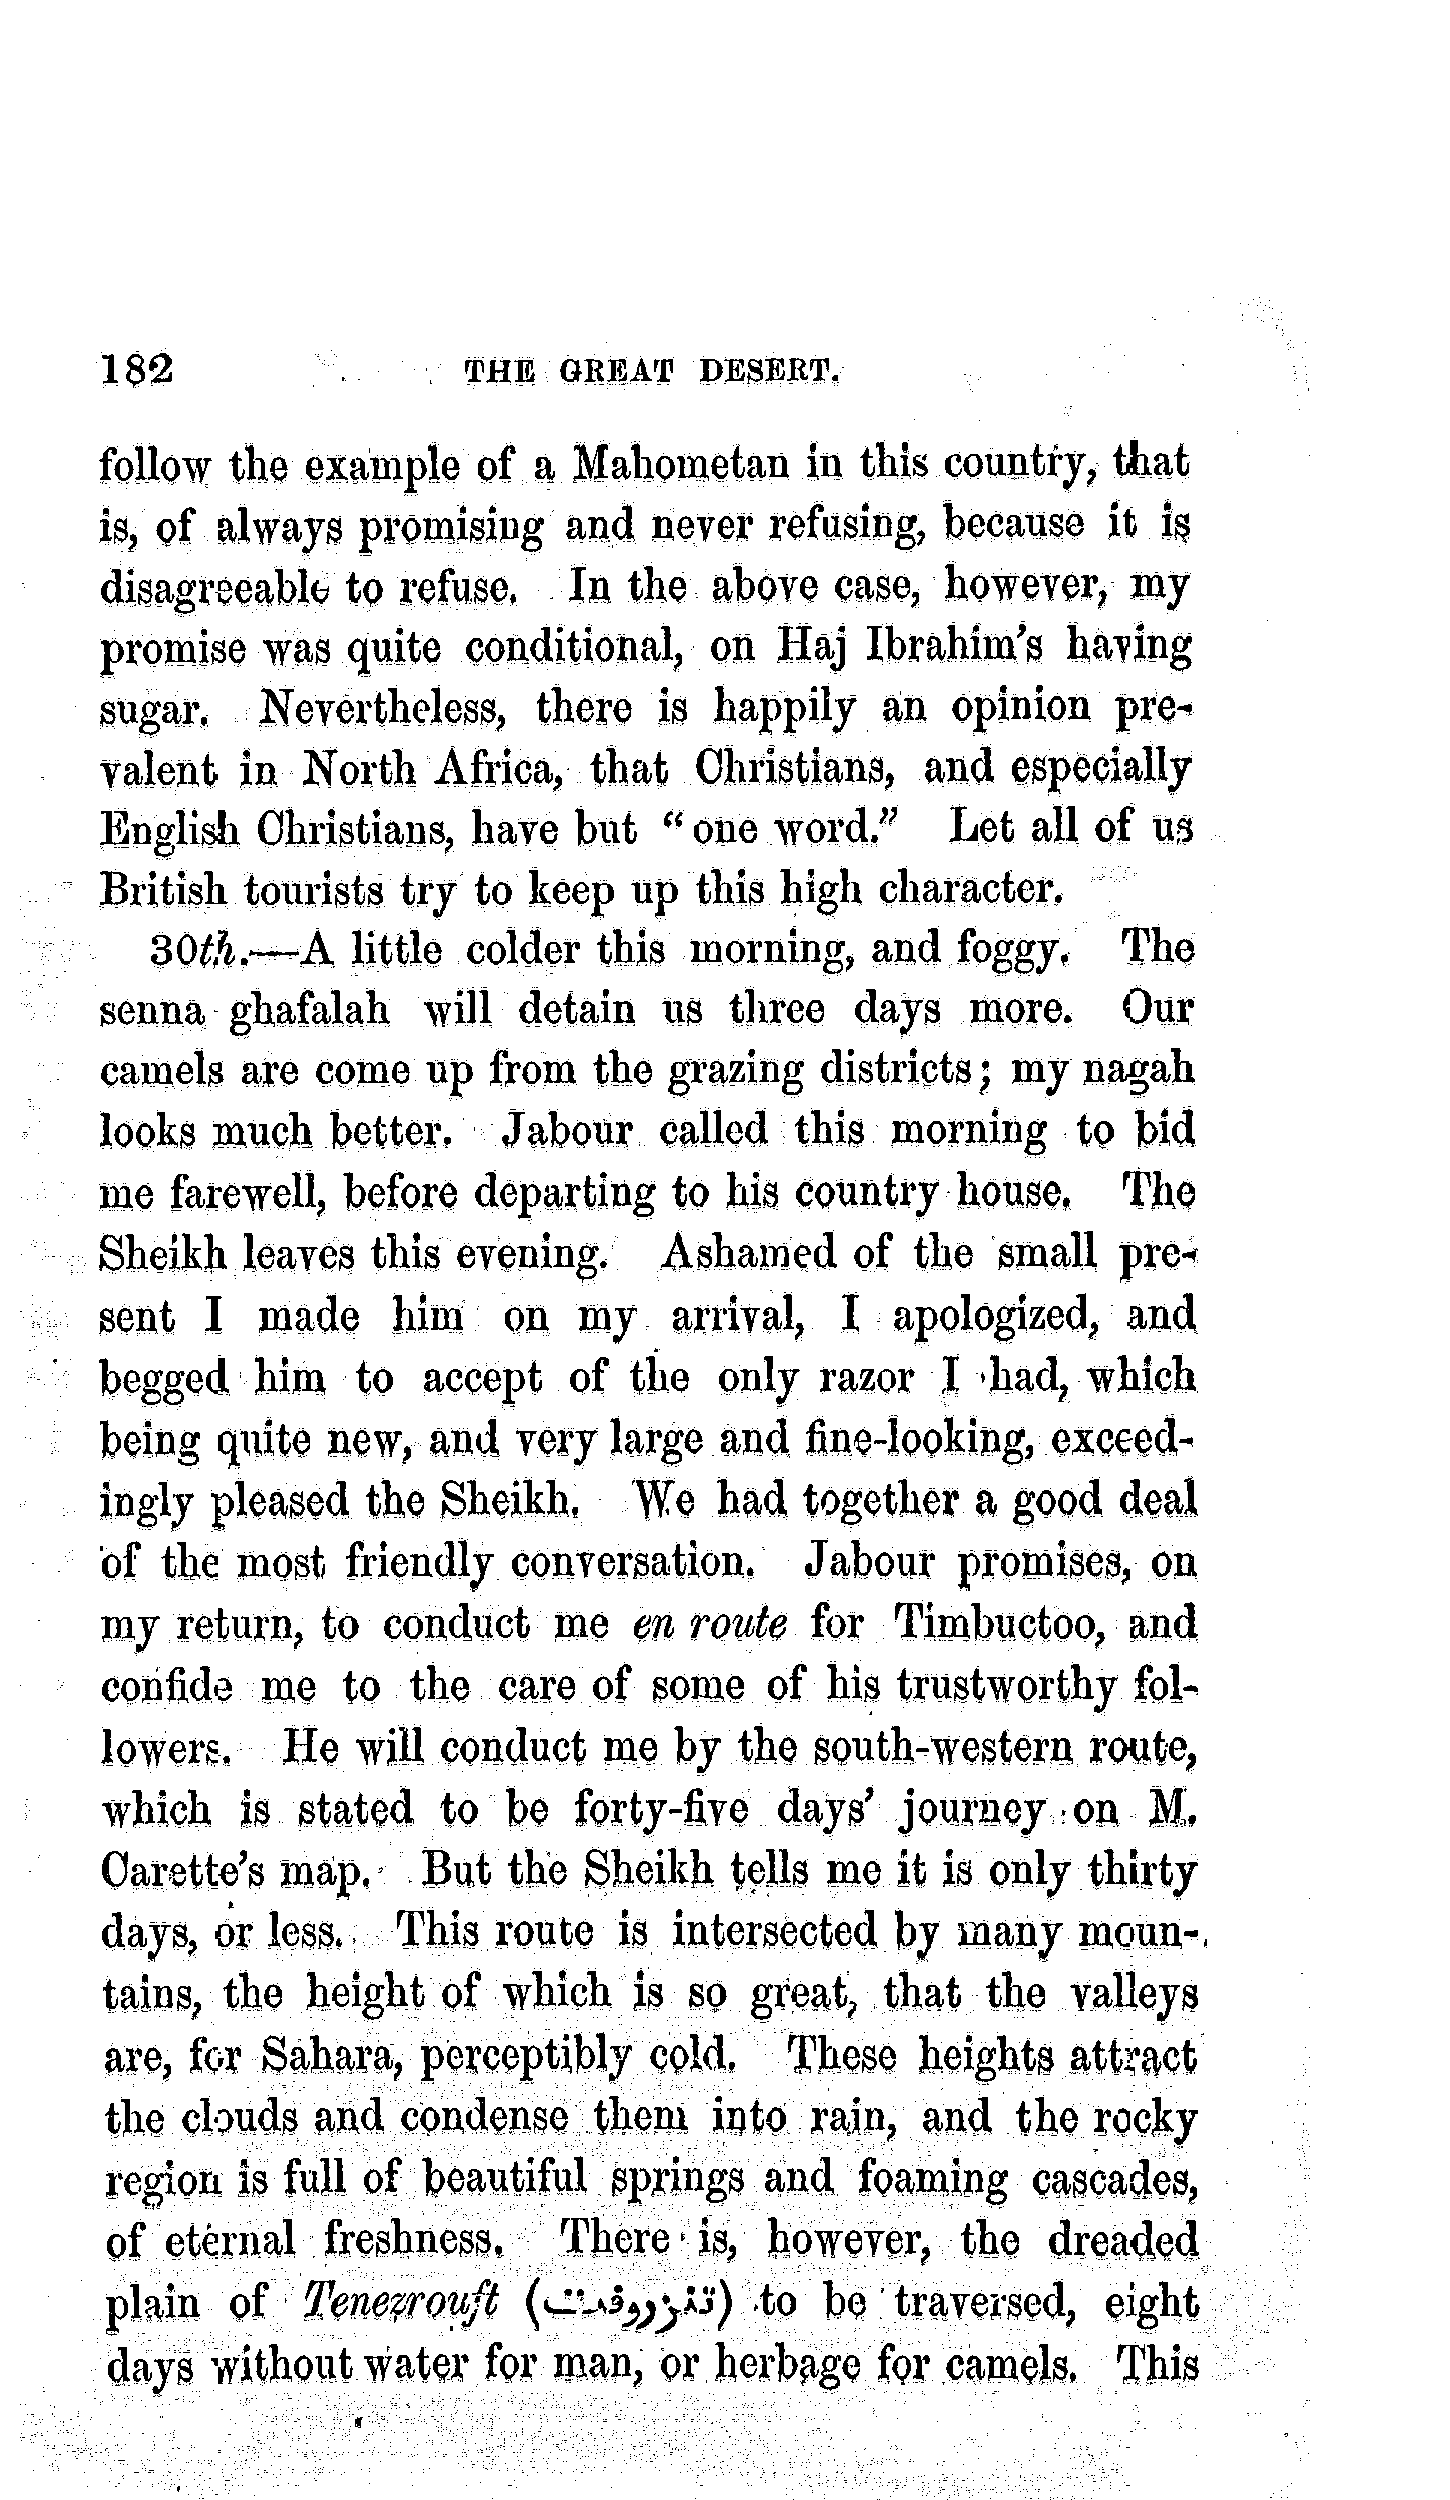 182 THE GREAT DESERT.
follow the example of a Mahometan in this country, that
is, of always promising and never refusing, because it is
disagreeable to refuse. In the above case, however, my
promise was quite conditional, on Haj Ibrahim's having
sugar. Nevertheless, there is happily an opinion pre-
valent in North Africa, that Christians, and especially
English Christians, have but "one word." Let all of us
British tourists try to keep up this high character.
30th.—A little colder this morning, and foggy. The
senna ghafalah will detain us three days more. Our
camels are come up from the grazing districts; my nagah
looks much better. Jabour called this morning to bid
me farewell, before departing to his country house. The
Sheikh leaves this evening. Ashamed of the small pre-
sent I made him on my arrival, I apologized, and
begged him to accept of the only razor I had, which
being quite new, and very large and fine-looking, exceed-
ingly pleased the Sheikh. We had together a good deal
of the most friendly conversation. Jabour promises, on
my return, to conduct me en route for Timbuctoo, and
confide me to the care of some of his trustworthy fol-
lowers. He will conduct me by the south-western route,
which is stated to be forty-five days' journey on M.
Carette's map. But the Sheikh tells me it is only thirty
days, or less. This route is intersected by many moun-
tains, the height of which is so great, that the valleys
are, for Sahara, perceptibly cold. These heights attract
the clouds and condense them into rain, and the rocky
region is full of beautiful springs and foaming cascades,
of eternal freshness. There is, however, the dreaded
plain of Tenezrouft (تنزروفت) to be traversed, eight
days without water for man, or herbage for camels. This